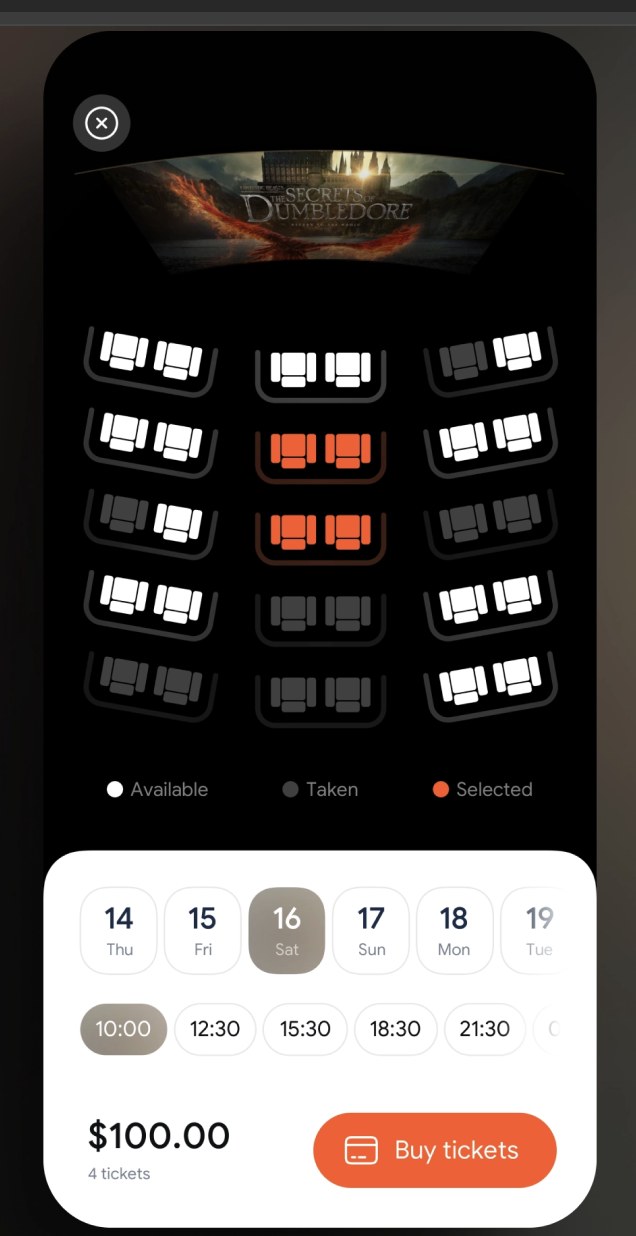 THE SECRETS OF
DUMBLEDORE
Available
Taken
Selected
14 15 16 17 18 19
Thu Fri Sat Sun Mon Tue
10:00 12:30 15:30 18:30 21:30
$100.00
4 tickets
Buy tickets